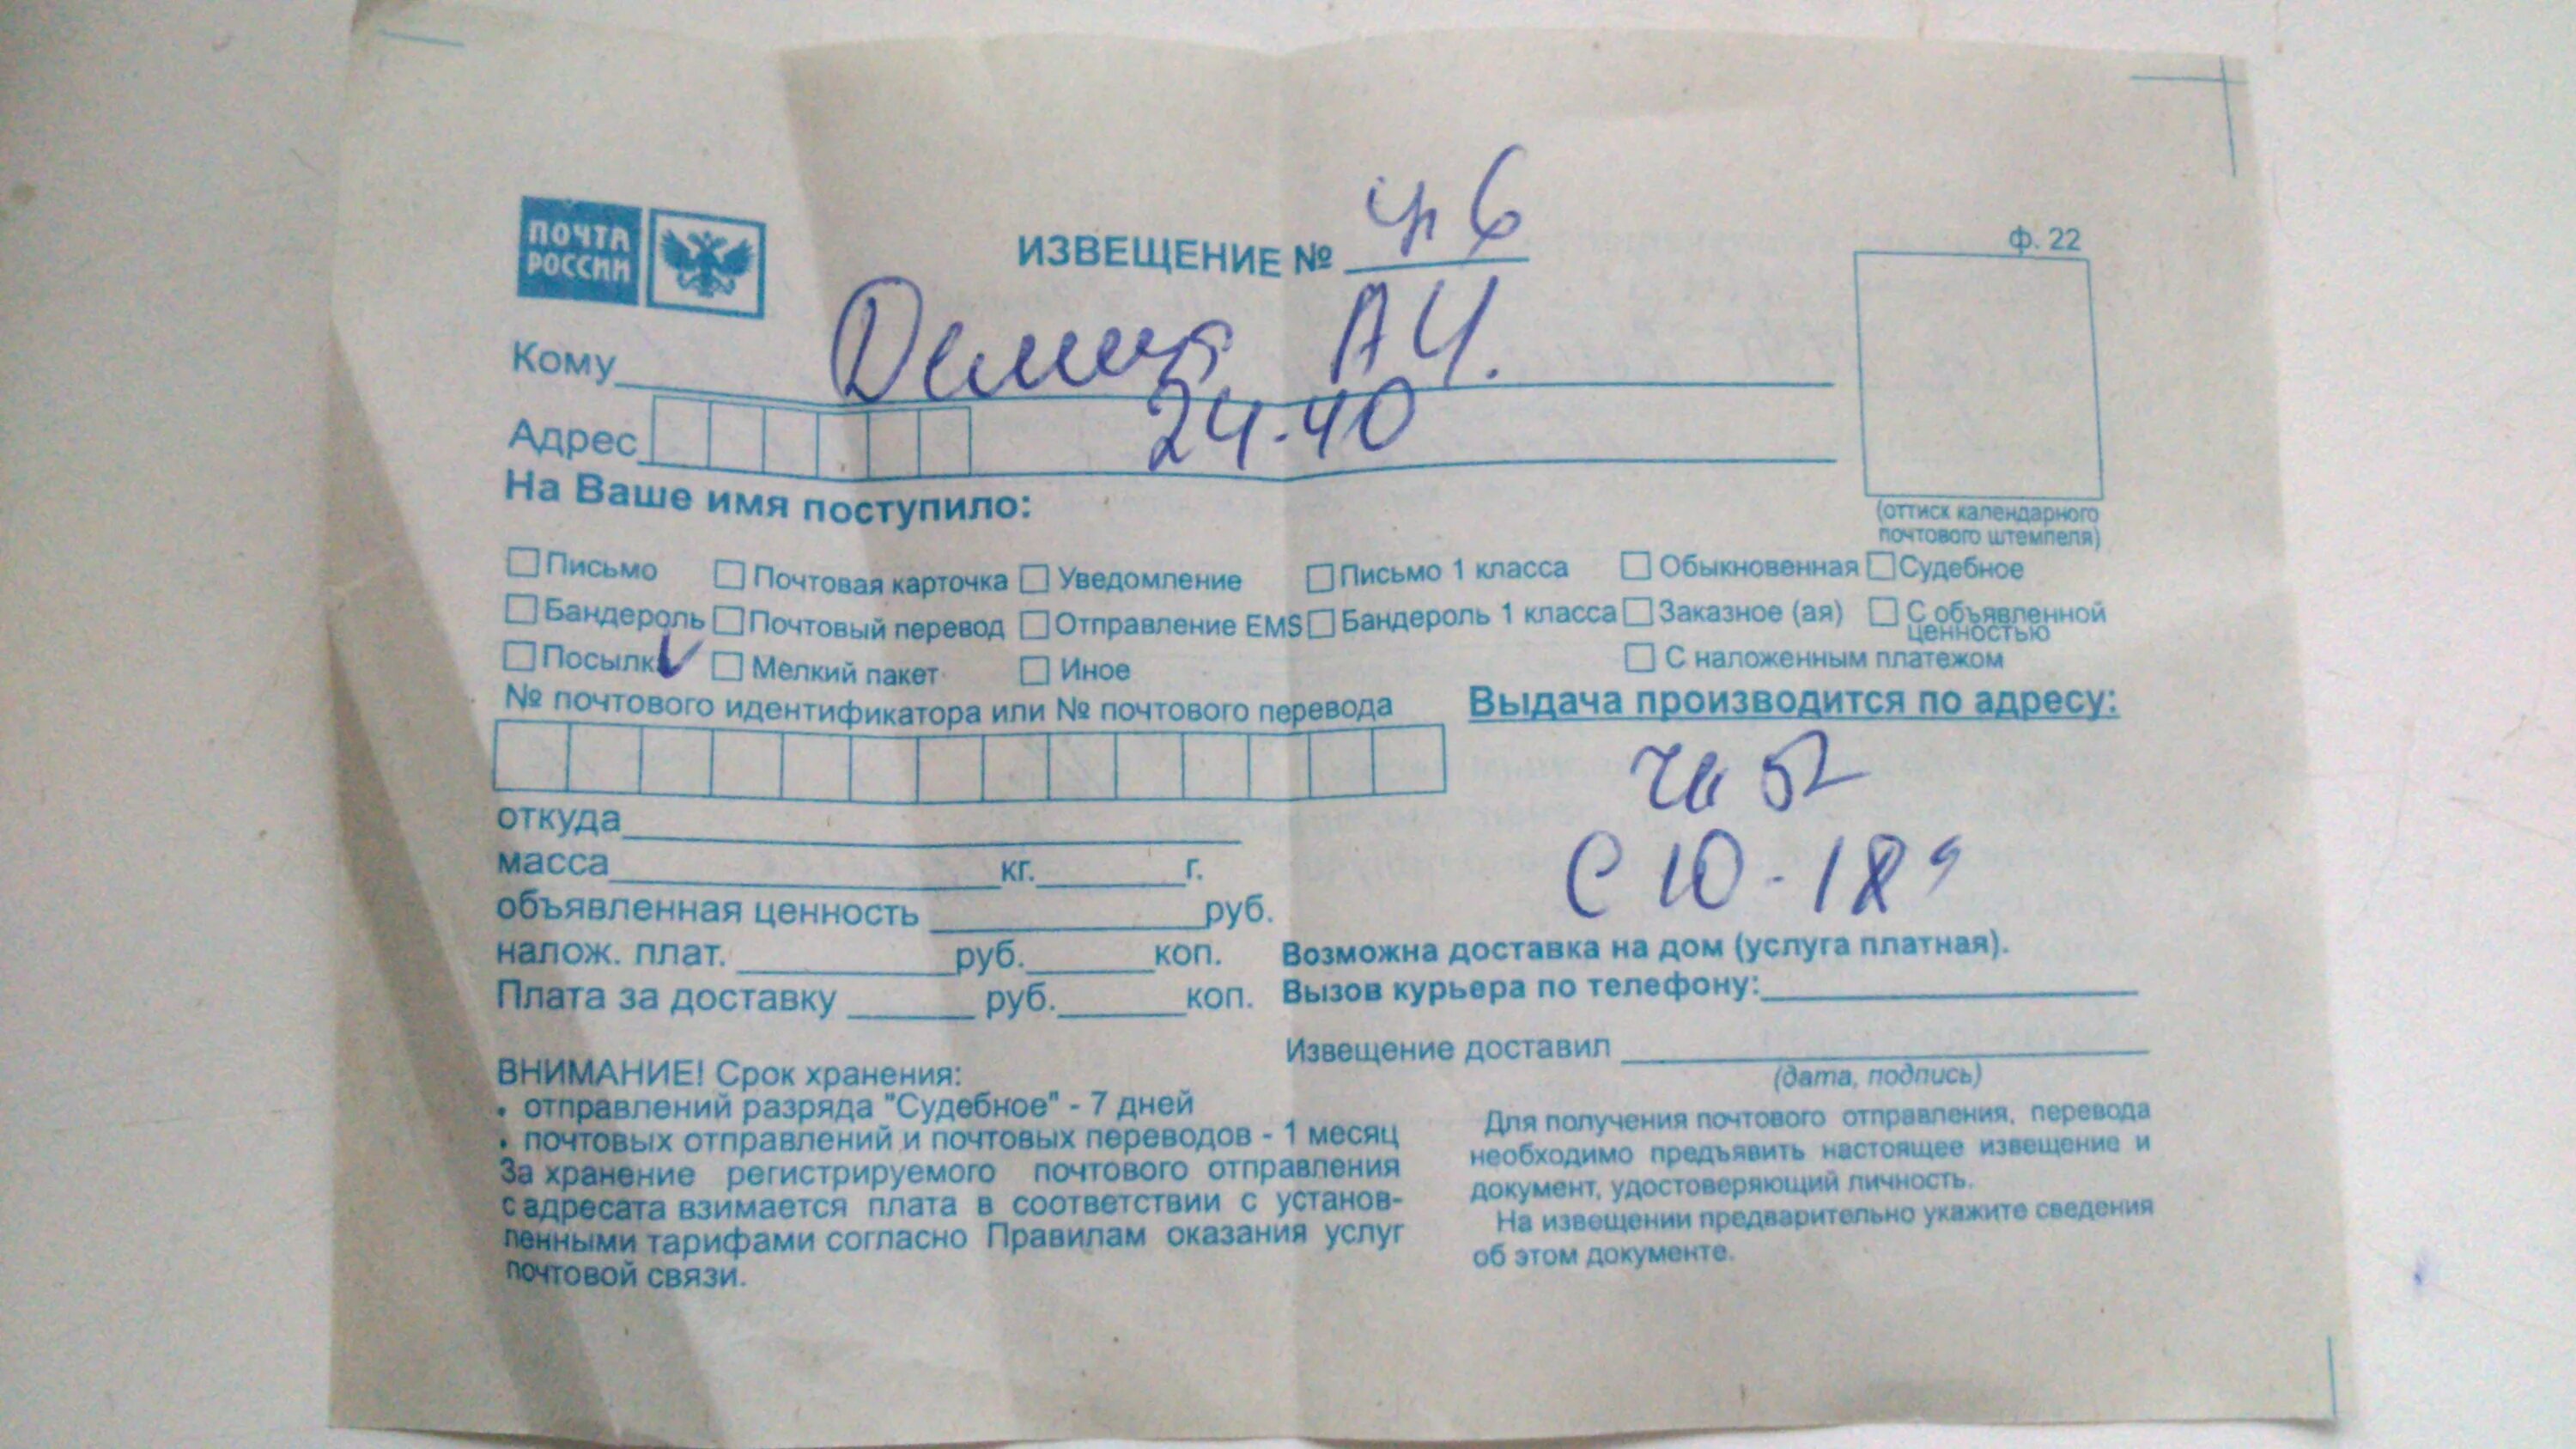 ПОЧТА
РОССИИ
ИЗВЕЩЕНИЕ № 6
ф. 22
Кому А.И.
Адрес 24-40
(оттиск календарного
почтового штемпеля)
На Ваше имя поступило:
Письмо Почтовая карточка Уведомление Письмо 1 класса Обыкновенная Судебное
Бандероль Почтовый перевод Отправление EMS Бандероль 1 класса Заказное (ая) С объявленной
ценностью
Посылка Мелкий пакет Иное С наложенным платежом
№ почтового идентификатора или № почтового перевода
Выдача производится по адресу:
С 10-18 ч
откуда
масса кг. г.
объявленная ценность руб.
налож. плат. руб. коп.
Плата за доставку руб. коп.
Возможна доставка на дом (услуга платная).
Вызов курьера по телефону:
Извещение доставил
(дата, подпись)
ВНИМАНИЕ! Срок хранения:
• отправлений разряда "Судебное" - 7 дней
• почтовых отправлений и почтовых переводов - 1 месяц
За хранение регистрируемого почтового отправления
с адресата взимается плата в соответствии с установ-
ленными тарифами согласно Правилам оказания услуг
почтовой связи.
Для получения почтового отправления, перевода
необходимо предъявить настоящее извещение и
документ, удостоверяющий личность.
На извещении предварительно укажите сведения
об этом документе.